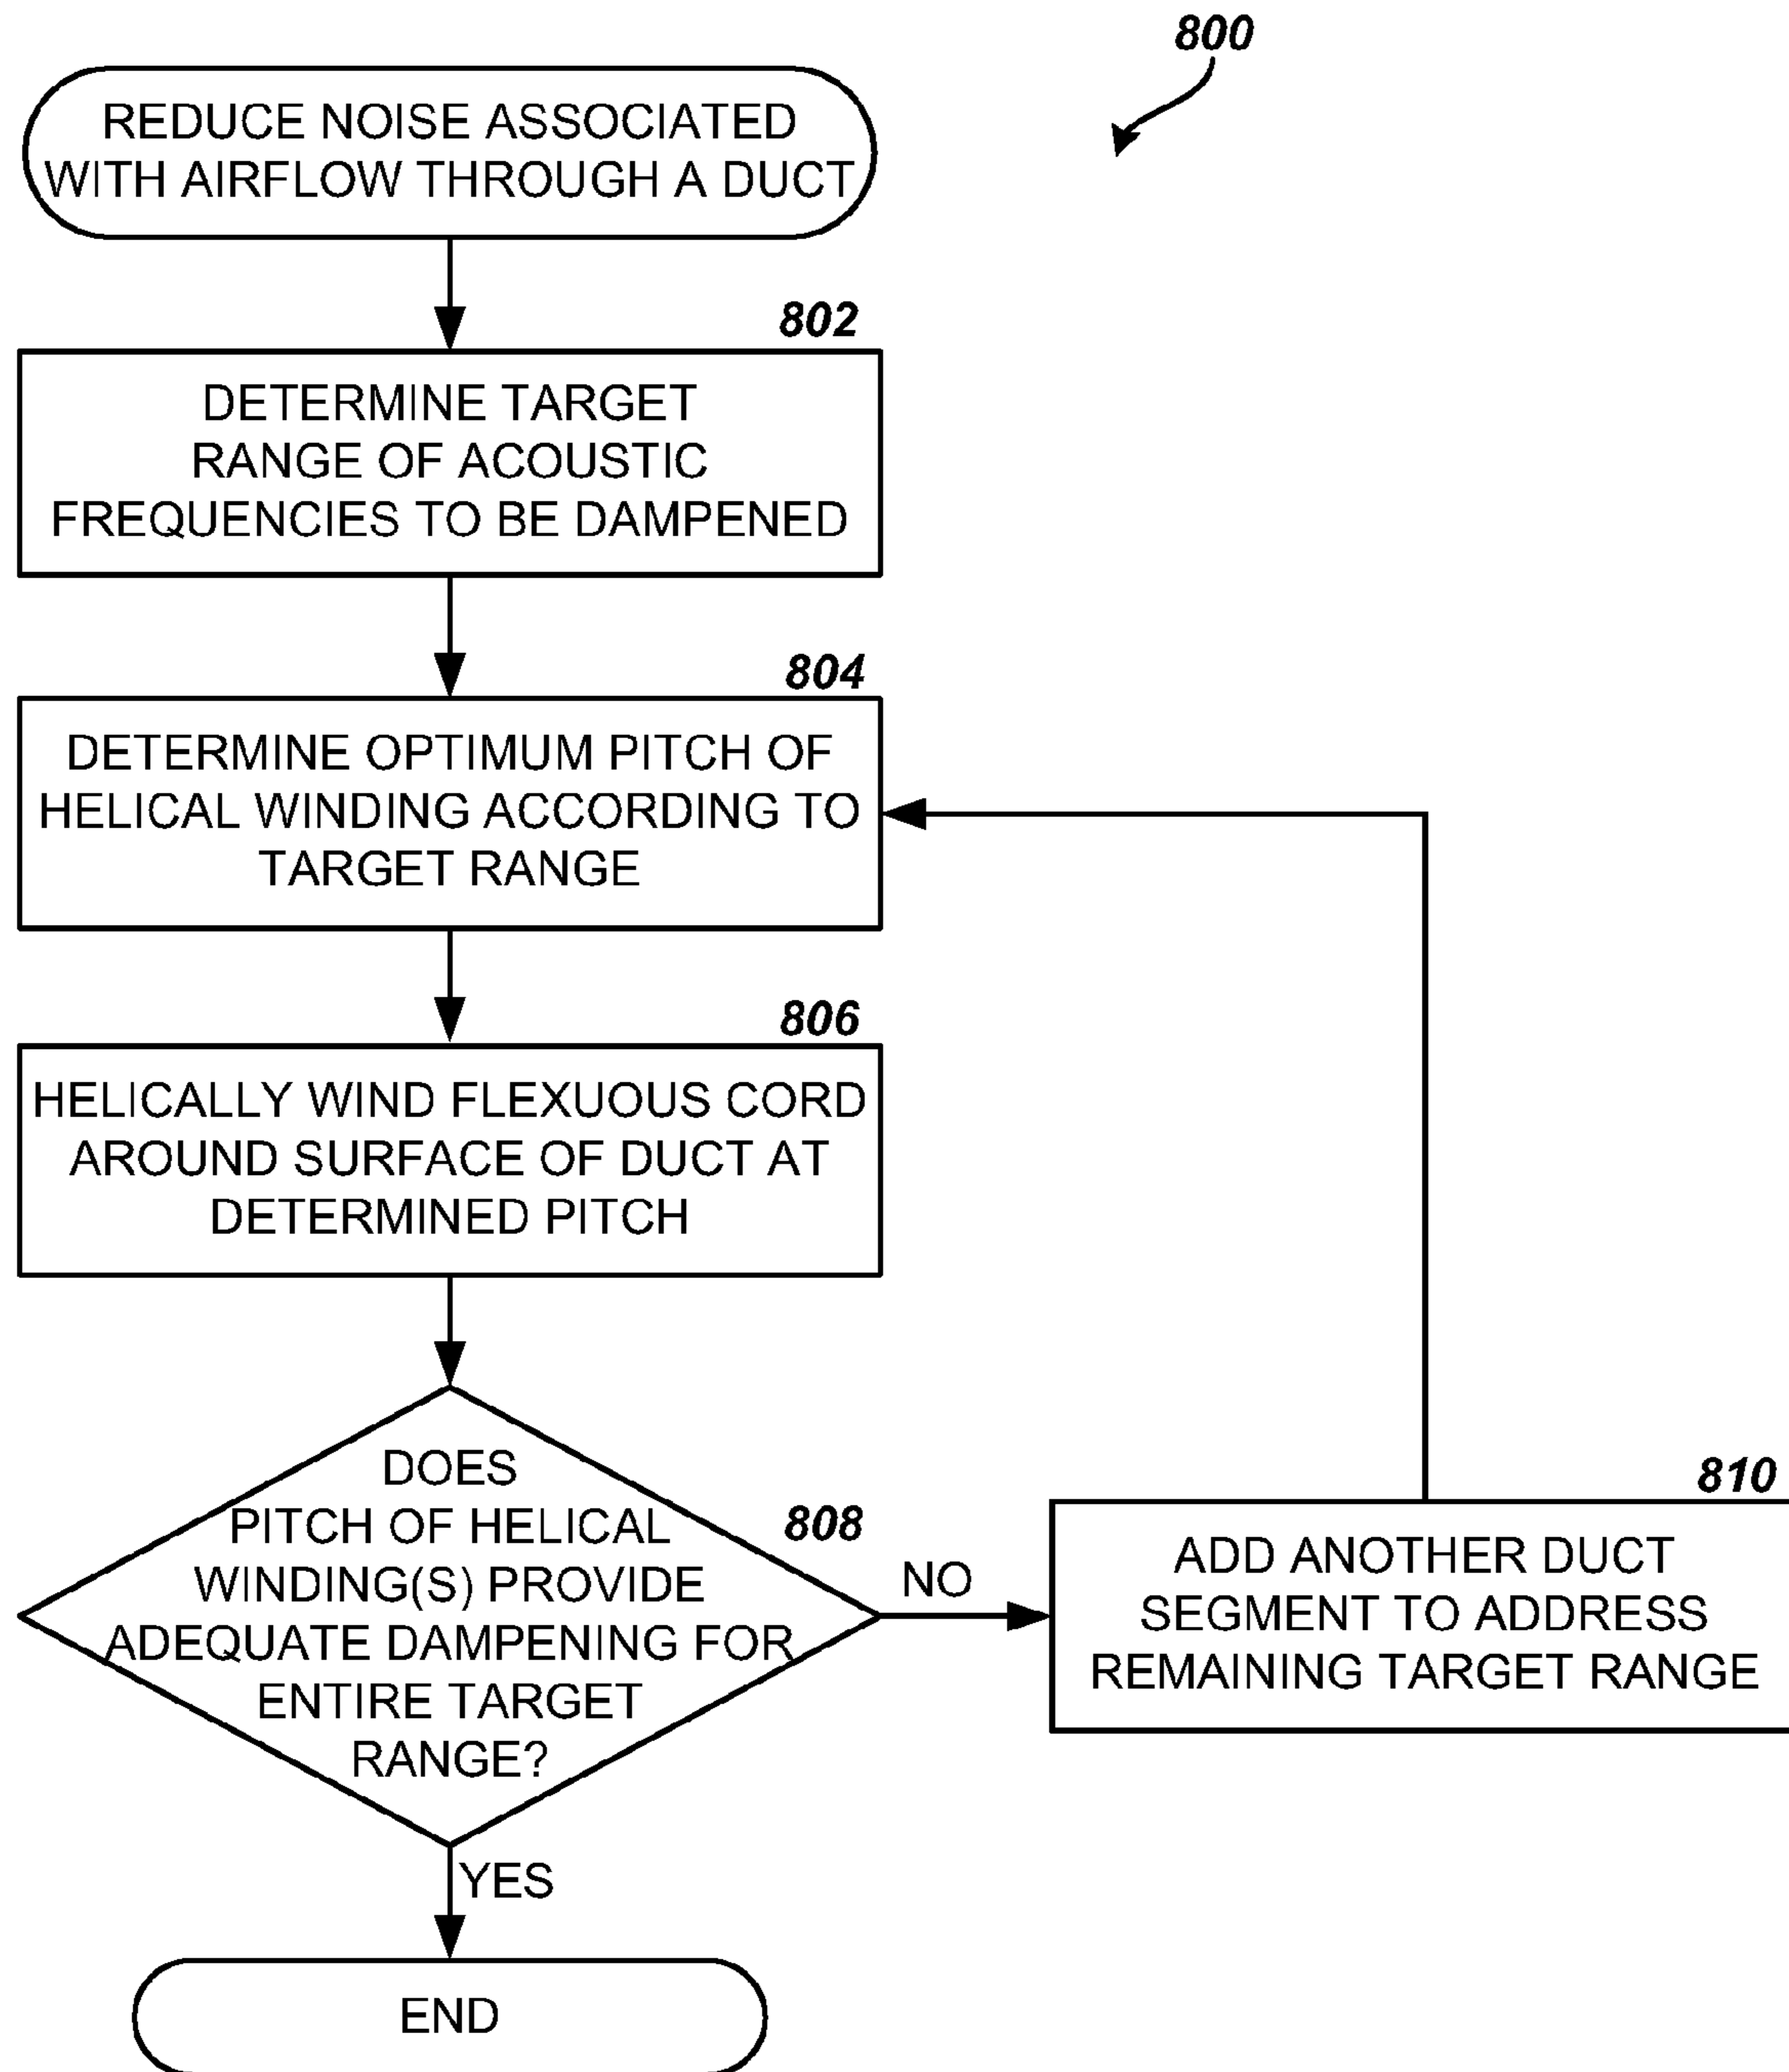 800
REDUCE NOISE ASSOCIATED
WITH AIRFLOW THROUGH A DUCT
802
DETERMINE TARGET
RANGE OF ACOUSTIC
FREQUENCIES TO BE DAMPENED
804
DETERMINE OPTIMUM PITCH OF
HELICAL WINDING ACCORDING TO
TARGET RANGE
806
HELICALLY WIND FLEXUOUS CORD
AROUND SURFACE OF DUCT AT
DETERMINED PITCH
DOES
PITCH OF HELICAL
WINDING(S) PROVIDE
ADEQUATE DAMPENING FOR
ENTIRE TARGET
RANGE?
808
NO
810
ADD ANOTHER DUCT
SEGMENT TO ADDRESS
REMAINING TARGET RANGE
YES
END